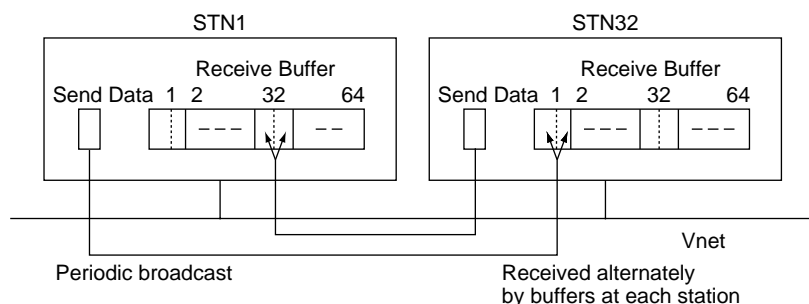 STN1
STN32
Receive Buffer
Send Data 1 2 32 64
Receive Buffer
Send Data 1 2 32 64
Vnet
Periodic broadcast
Received alternately
by buffers at each station